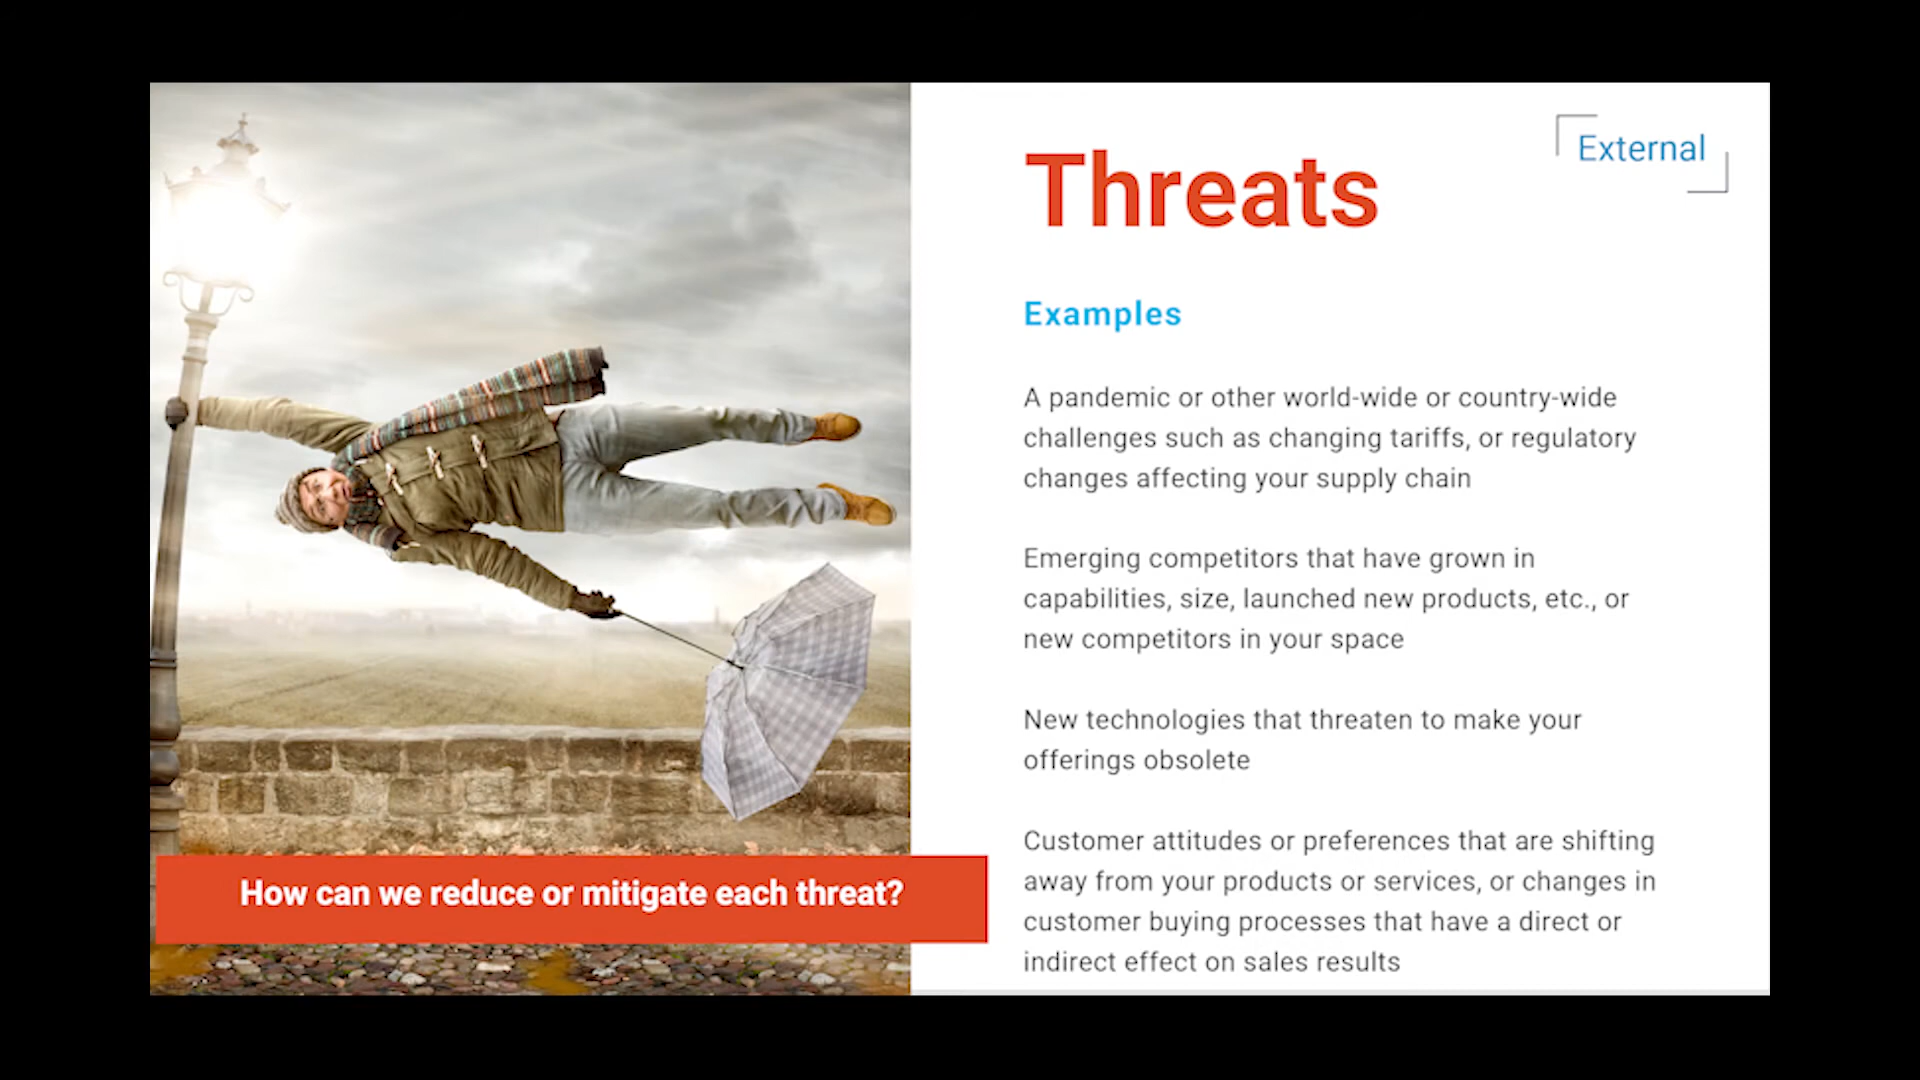 External
Threats
Examples
A pandemic or other world-wide or country-wide
challenges such as changing tariffs, or regulatory
changes affecting your supply chain
Emerging competitors that have grown in
capabilities, size, launched new products, etc., or
new competitors in your space
New technologies that threaten to make your
offerings obsolete
Customer attitudes or preferences that are shifting
away from your products or services, or changes in
customer buying processes that have a direct or
indirect effect on sales results
How can we reduce or mitigate each threat?